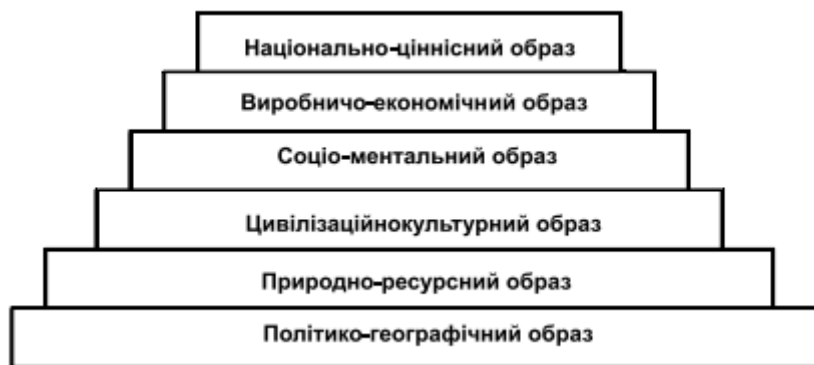 Національно-ціннісний образ
Виробничо-економічний образ
Соціо-ментальний образ
Цивілізаційнокультурний образ
Природно-ресурсний образ
Політико-географічний образ